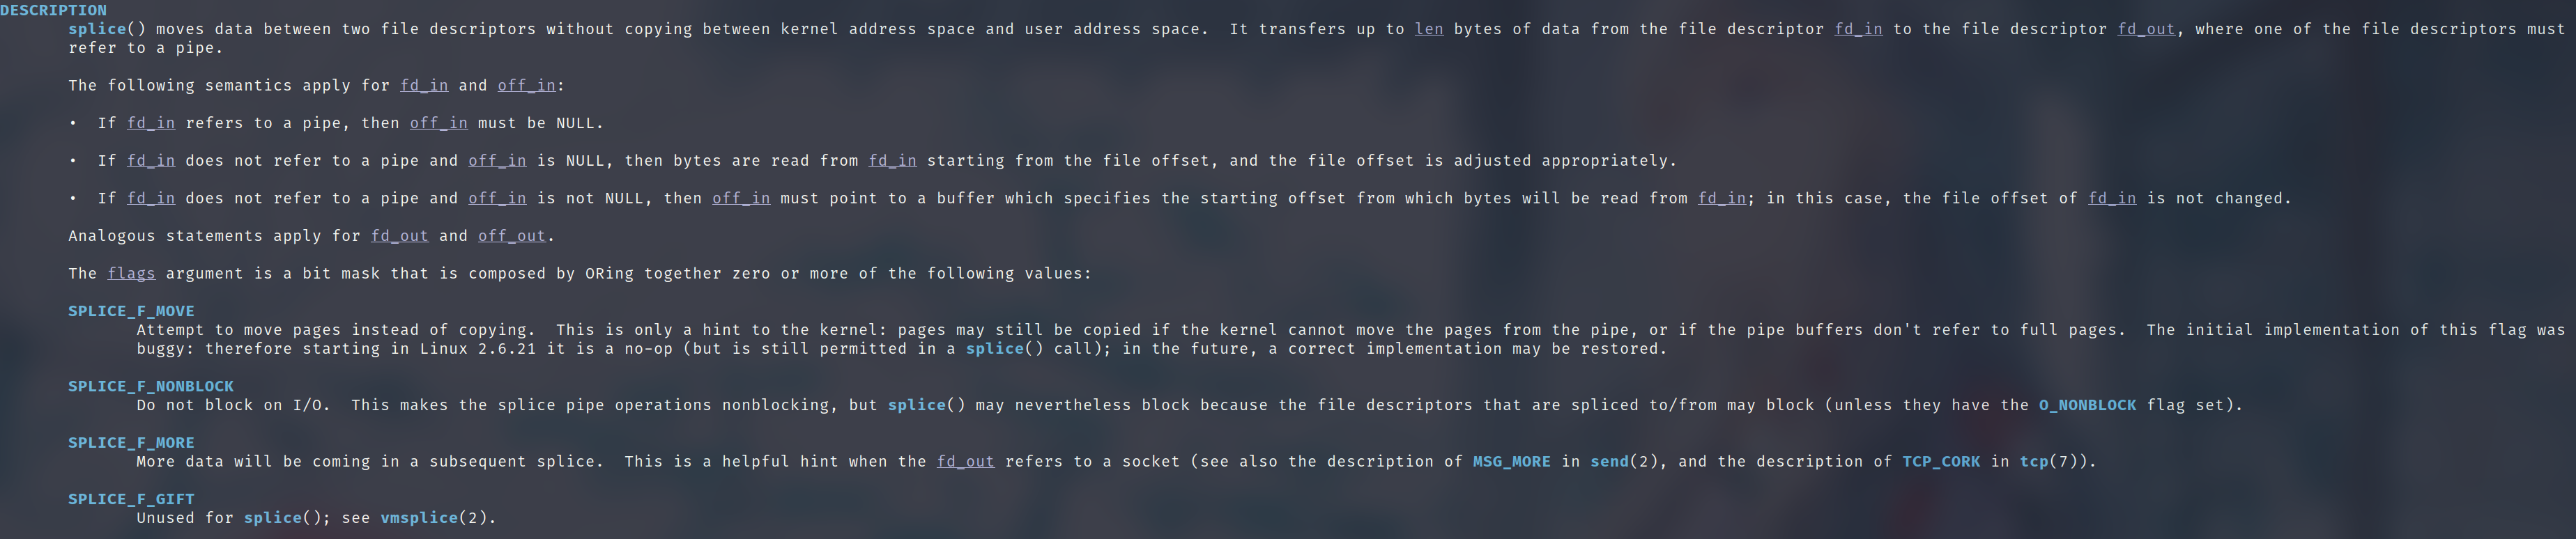 DESCRIPTION
splice() moves data between two file descriptors without copying between kernel address space and user address space.  It transfers up to len bytes of data from the file descriptor fd_in to the file descriptor fd_out, where one of the file descriptors must
refer to a pipe.
The following semantics apply for fd_in and off_in:
•  If fd_in refers to a pipe, then off_in must be NULL.
•  If fd_in does not refer to a pipe and off_in is NULL, then bytes are read from fd_in starting from the file offset, and the file offset is adjusted appropriately.
•  If fd_in does not refer to a pipe and off_in is not NULL, then off_in must point to a buffer which specifies the starting offset from which bytes will be read from fd_in; in this case, the file offset of fd_in is not changed.
Analogous statements apply for fd_out and off_out.
The flags argument is a bit mask that is composed by ORing together zero or more of the following values:
SPLICE_F_MOVE
Attempt to move pages instead of copying.  This is only a hint to the kernel: pages may still be copied if the kernel cannot move the pages from the pipe, or if the pipe buffers don't refer to full pages.  The initial implementation of this flag was
buggy: therefore starting in Linux 2.6.21 it is a no-op (but is still permitted in a splice() call); in the future, a correct implementation may be restored.
SPLICE_F_NONBLOCK
Do not block on I/O.  This makes the splice pipe operations nonblocking, but splice() may nevertheless block because the file descriptors that are spliced to/from may block (unless they have the O_NONBLOCK flag set).
SPLICE_F_MORE
More data will be coming in a subsequent splice.  This is a helpful hint when the fd_out refers to a socket (see also the description of MSG_MORE in send(2), and the description of TCP_CORK in tcp(7)).
SPLICE_F_GIFT
Unused for splice(); see vmsplice(2).